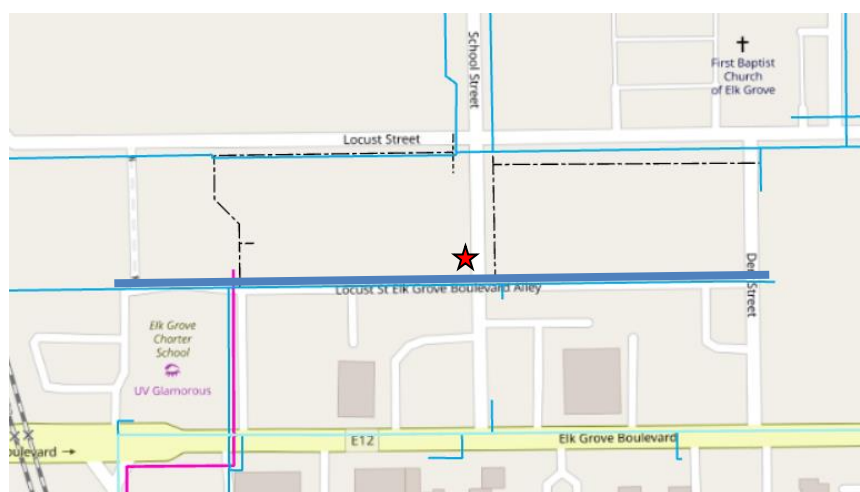 School Street
First Baptist
Church
of Elk Grove
Locust Street
Locust St Elk Grove Boulevard Alley
Street
Elk Grove
Charter
School
UV Glamorous
E12
Elk Grove Boulevard
oulevard →